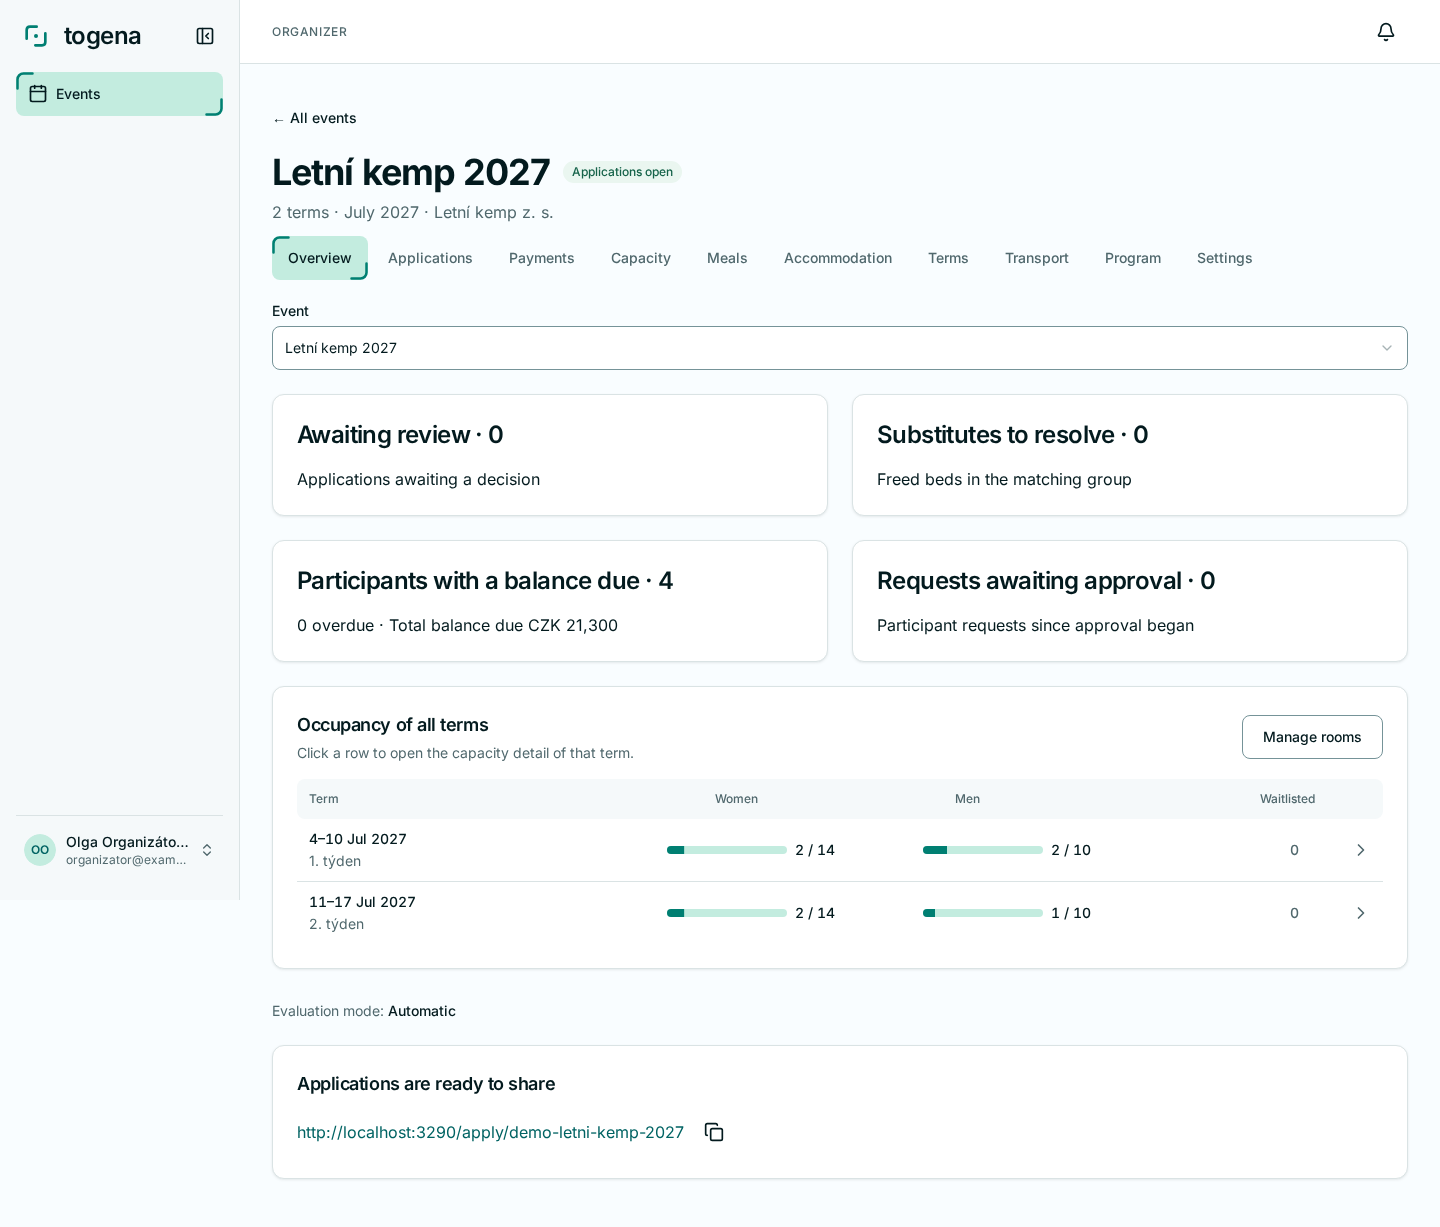 togena
ORGANIZER
Events
← All events
Letní kemp 2027 Applications open
2 terms · July 2027 · Letní kemp z. s.
Overview Applications Payments Capacity Meals Accommodation Terms Transport Program Settings
Event
Letní kemp 2027
Awaiting review · 0
Applications awaiting a decision
Substitutes to resolve · 0
Freed beds in the matching group
Participants with a balance due · 4
0 overdue · Total balance due CZK 21,300
Requests awaiting approval · 0
Participant requests since approval began
Occupancy of all terms
Click a row to open the capacity detail of that term.
Manage rooms
Term Women Men Waitlisted
4–10 Jul 2027
1. týden
2 / 14 2 / 10 0
11–17 Jul 2027
2. týden
2 / 14 1 / 10 0
Evaluation mode: Automatic
Applications are ready to share
http://localhost:3290/apply/demo-letni-kemp-2027
OO
Olga Organizáto...
organizator@exam...